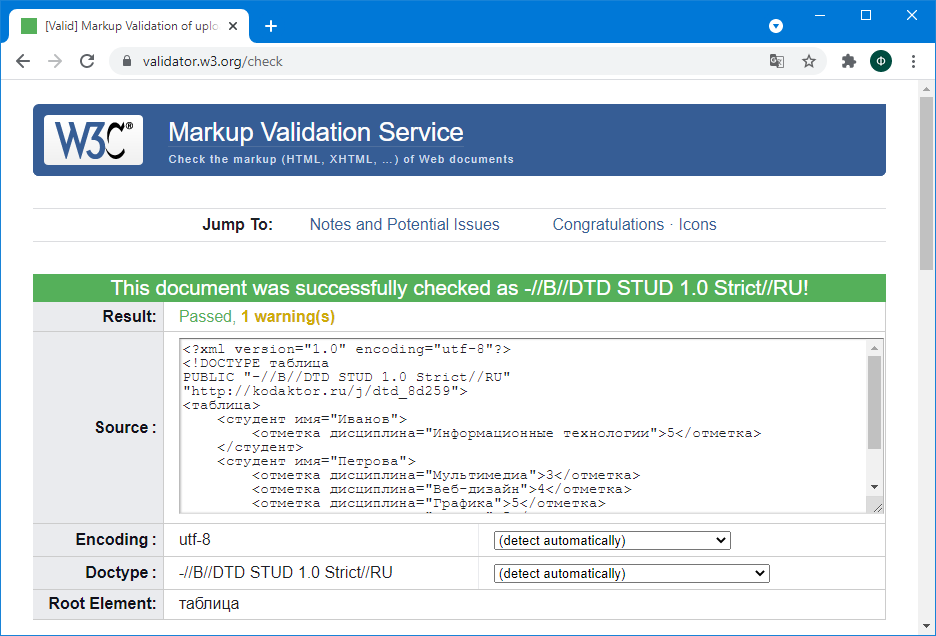 [Valid] Markup Validation of uplo
validator.w3.org/check
Ф
W3C®
Markup Validation Service
Check the markup (HTML, XHTML, …) of Web documents
Jump To: Notes and Potential Issues Congratulations · Icons
This document was successfully checked as -//B//DTD STUD 1.0 Strict//RU!
Result: Passed, 1 warning(s)
Source :
<?xml version="1.0" encoding="utf-8"?>
<!DOCTYPE таблица
PUBLIC "-//B//DTD STUD 1.0 Strict//RU"
"http://kodaktor.ru/j/dtd_8d259">
<таблица>
<студент имя="Иванов">
<отметка дисциплина="Информационные технологии">5</отметка>
</студент>
<студент имя="Петрова">
<отметка дисциплина="Мультимедиа">3</отметка>
<отметка дисциплина="Веб-дизайн">4</отметка>
<отметка дисциплина="Графика">5</отметка>
Encoding : utf-8 (detect automatically)
Doctype : -//B//DTD STUD 1.0 Strict//RU (detect automatically)
Root Element: таблица